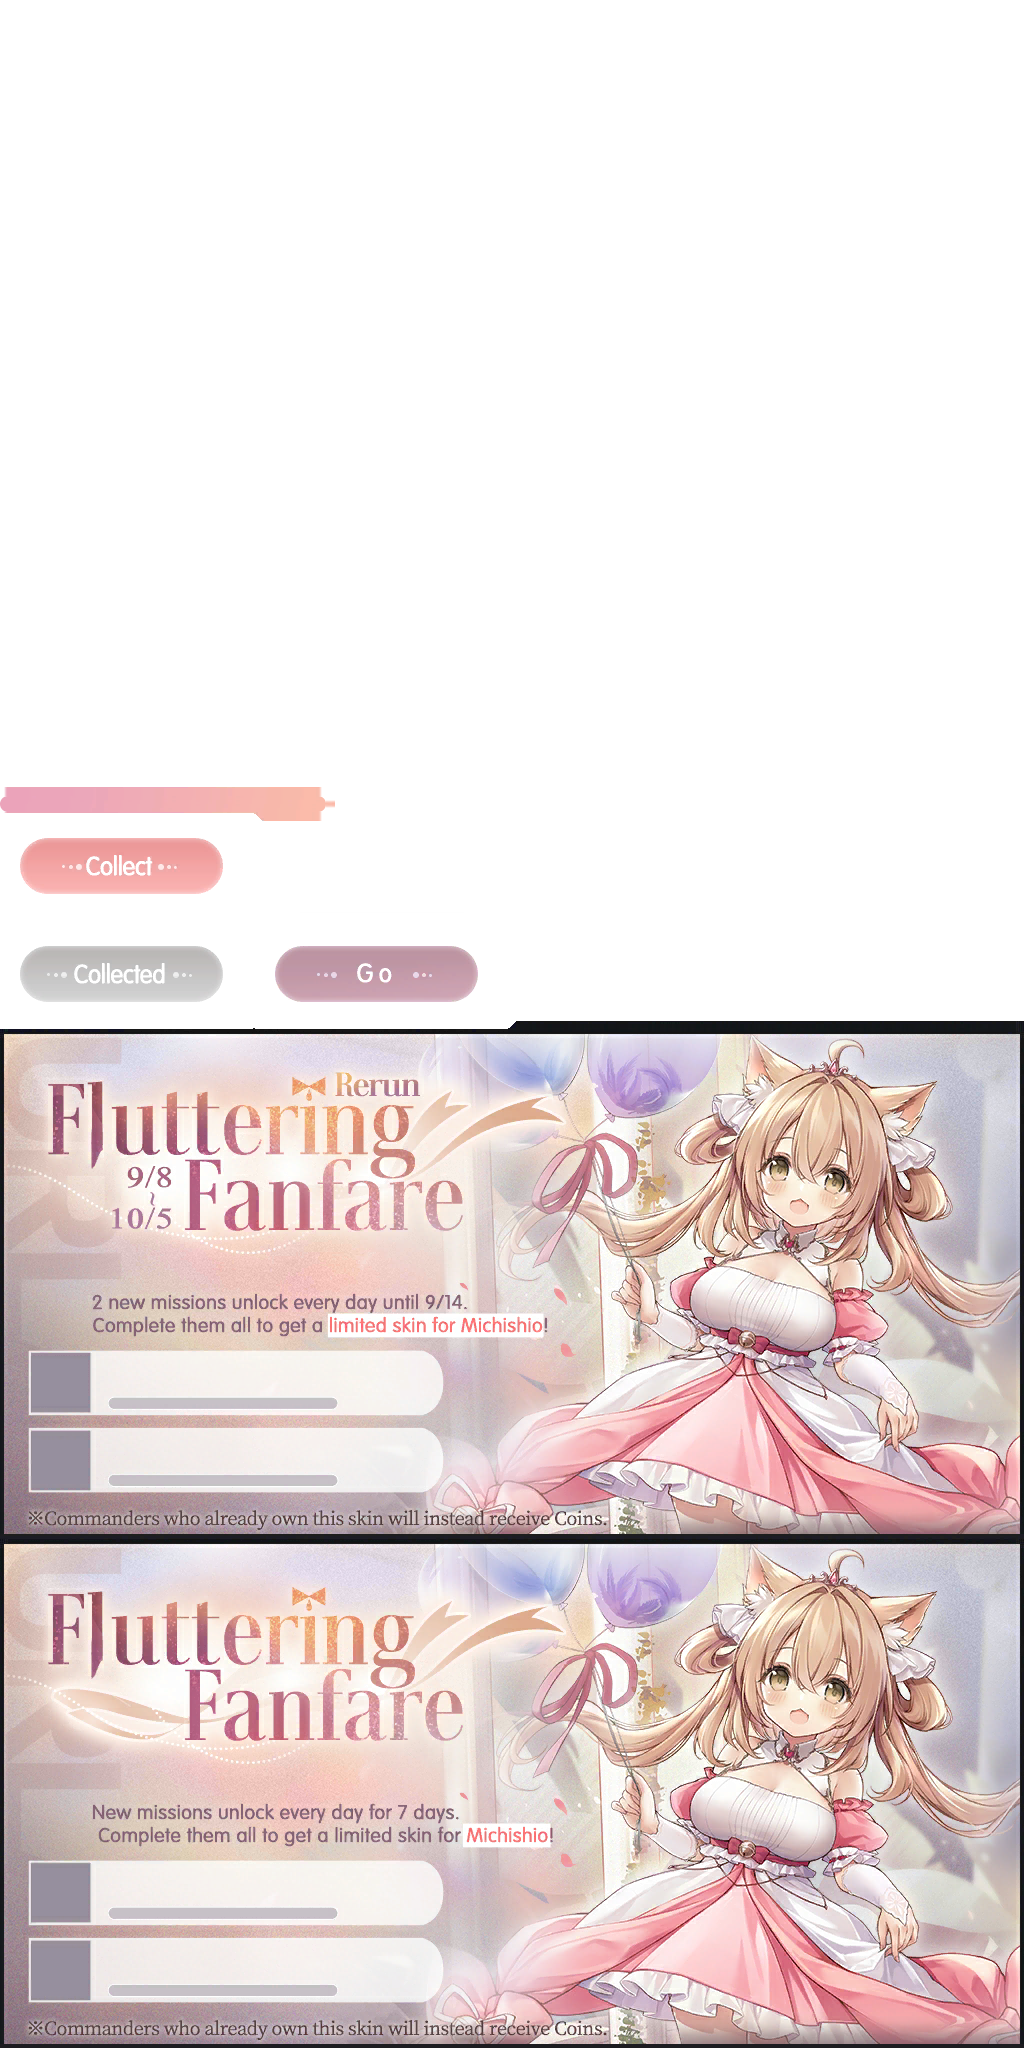 Collect
Collected
Go
Rerun
Fluttering
Fanfare
9/8
~
10/5
2 new missions unlock every day until 9/14.
Complete them all to get a limited skin for Michishio!
※Commanders who already own this skin will instead receive Coins.
Fluttering
Fanfare
New missions unlock every day for 7 days.
Complete them all to get a limited skin for Michishio!
※Commanders who already own this skin will instead receive Coins.